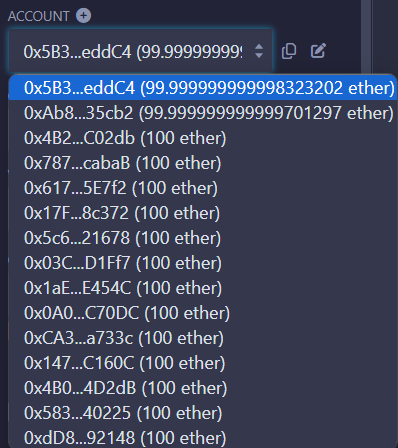 ACCOUNT
0x5B3...eddC4 (99.999999999
0x5B3...eddC4 (99.999999999998323202 ether)
0xAb8...35cb2 (99.999999999999701297 ether)
0x4B2...C02db (100 ether)
0x787...cabaB (100 ether)
0x617...5E7f2 (100 ether)
0x17F...8c372 (100 ether)
0x5c6...21678 (100 ether)
0x03C...D1Ff7 (100 ether)
0x1aE...E454C (100 ether)
0x0A0...C70DC (100 ether)
0xCA3...a733c (100 ether)
0x147...C160C (100 ether)
0x4B0...4D2dB (100 ether)
0x583...40225 (100 ether)
0xdD8...92148 (100 ether)